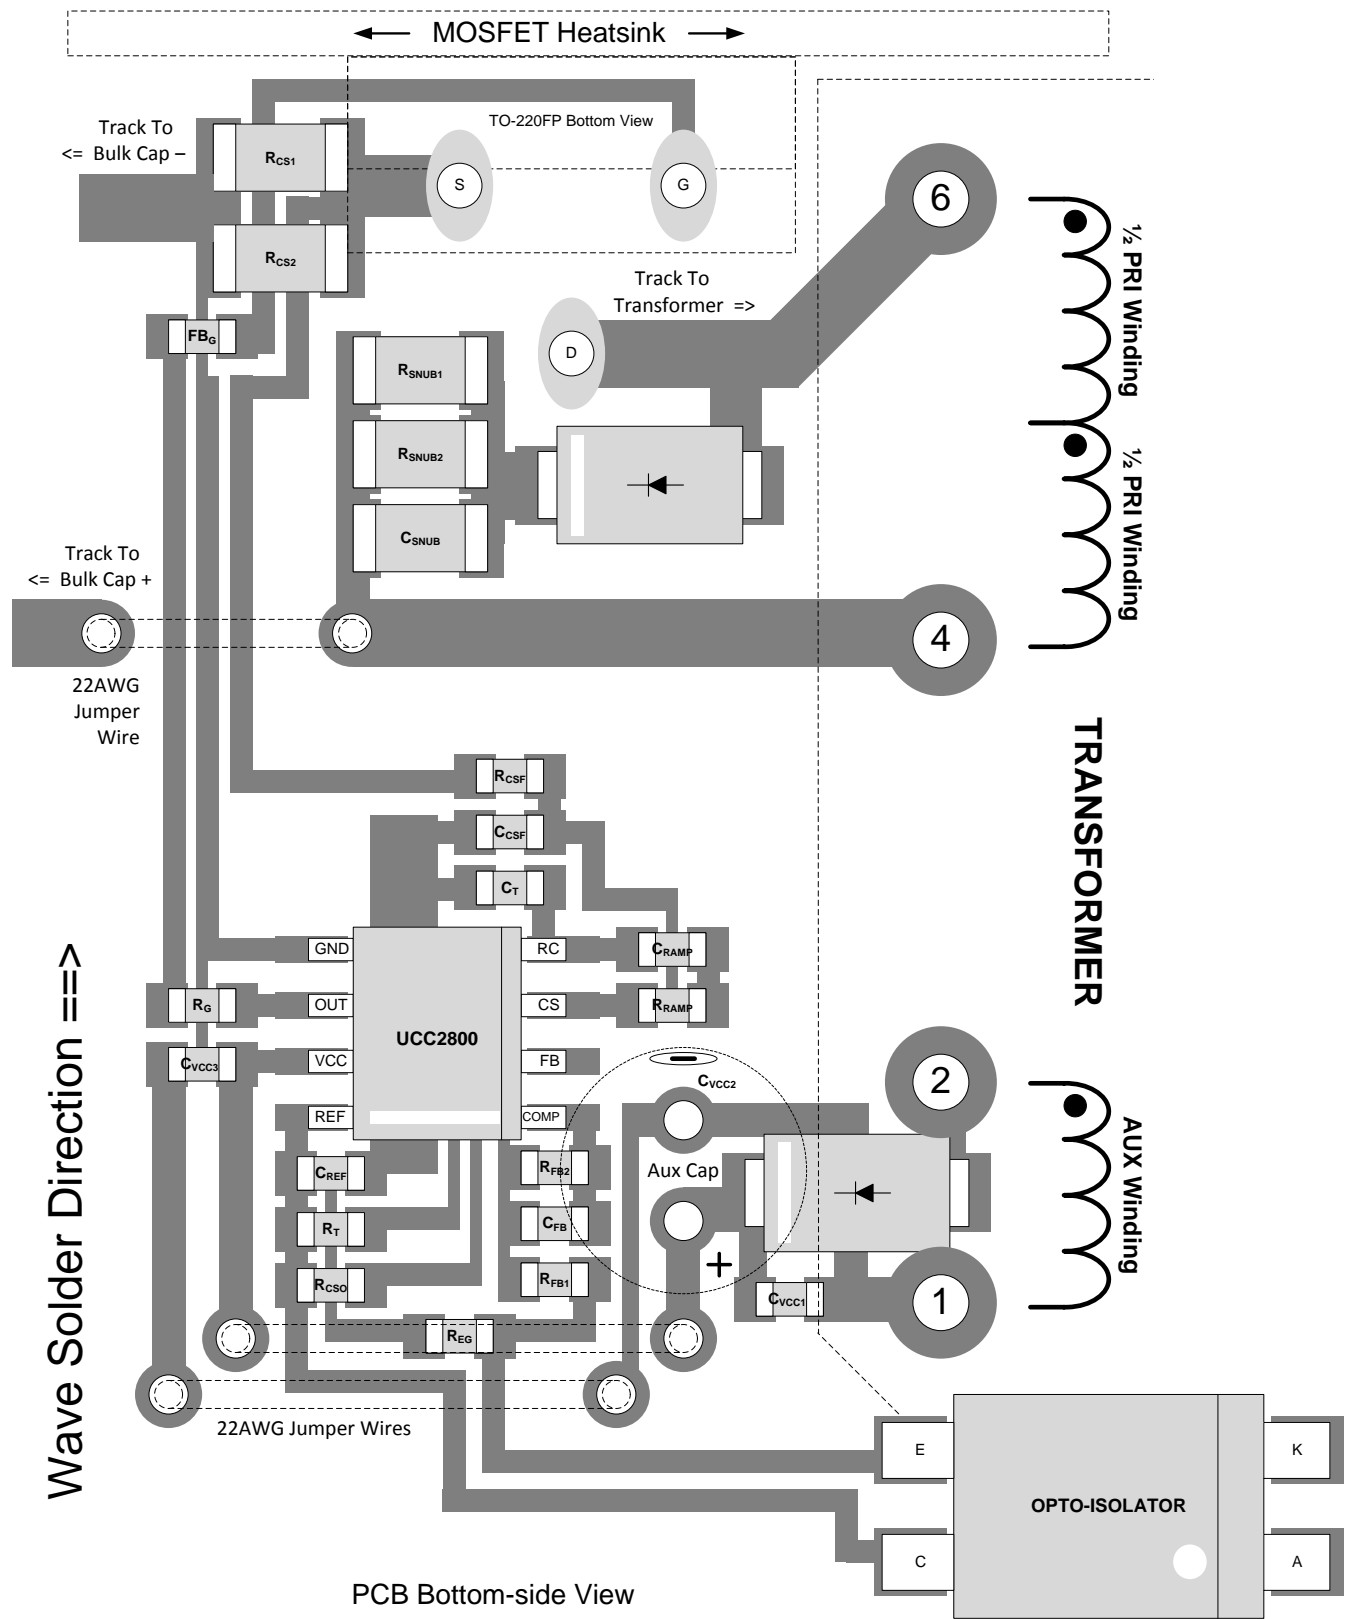 MOSFET Heatsink
TO-220FP Bottom View
Track To
<= Bulk Cap –
RCS1
S
G
6
RCS2
½ PRI Winding
Track To
Transformer =>
FBG
D
RSNUB1
RSNUB2
½ PRI Winding
CSNUB
Track To
<= Bulk Cap +
4
22AWG
Jumper
Wire
TRANSFORMER
RCSF
CCSF
CT
GND
RC
CRAMP
RG
OUT
CS
RRAMP
UCC2800
CVCC3
VCC
FB
CVCC2
2
REF
COMP
CREF
RFB2
Aux Cap
AUX Winding
RT
CFB
+
RCSO
RFB1
CVCC1
1
REG
22AWG Jumper Wires
Wave Solder Direction ==>
E
K
OPTO-ISOLATOR
C
A
PCB Bottom-side View